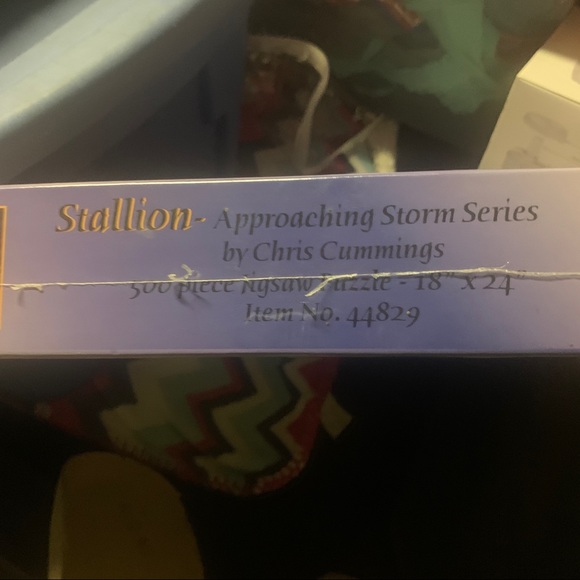 Stallion- Approaching Storm Series
by Chris Cummings
500 piece Jigsaw Puzzle - 18" x 24"
Item No. 44829